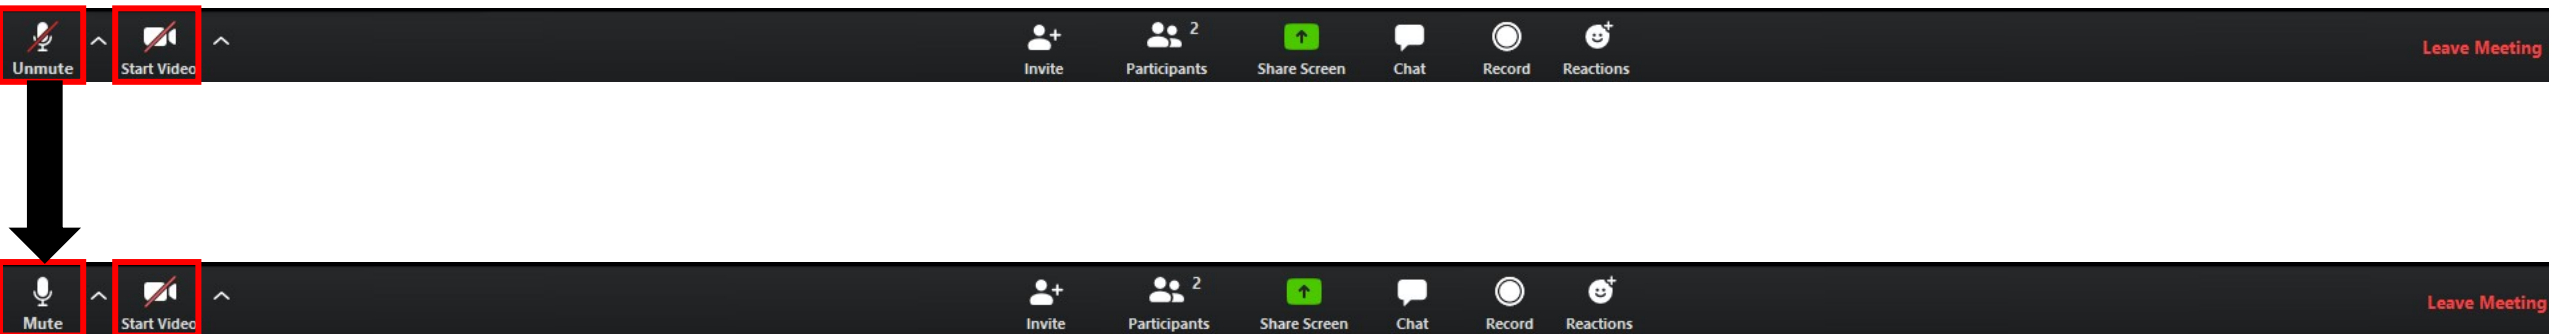 2
Unmute Start Video Invite Participants Share Screen Chat Record Reactions Leave Meeting
2
Mute Start Video Invite Participants Share Screen Chat Record Reactions Leave Meeting